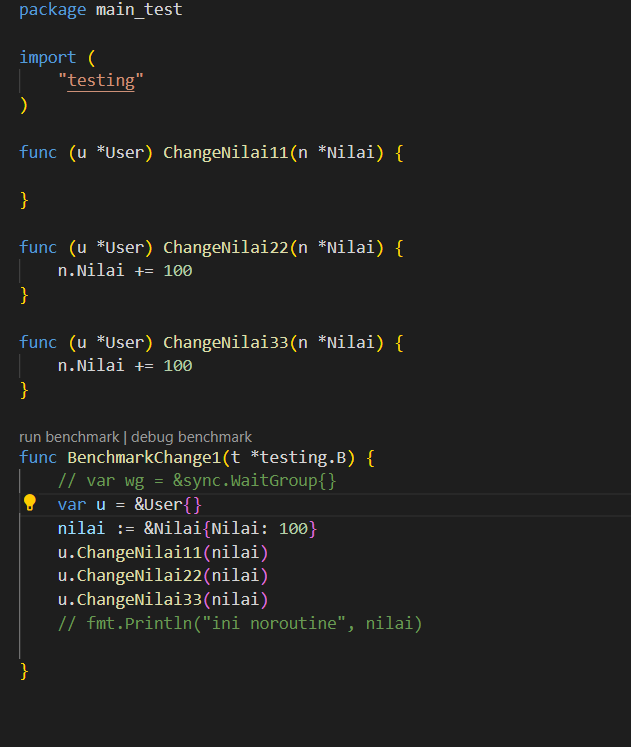 package main_test
import (
"testing"
)
func (u *User) ChangeNilai11(n *Nilai) {
}
func (u *User) ChangeNilai22(n *Nilai) {
n.Nilai += 100
}
func (u *User) ChangeNilai33(n *Nilai) {
n.Nilai += 100
}
run benchmark | debug benchmark
func BenchmarkChange1(t *testing.B) {
// var wg = &sync.WaitGroup{}
var u = &User{}
nilai := &Nilai{Nilai: 100}
u.ChangeNilai11(nilai)
u.ChangeNilai22(nilai)
u.ChangeNilai33(nilai)
// fmt.Println("ini noroutine", nilai)
}